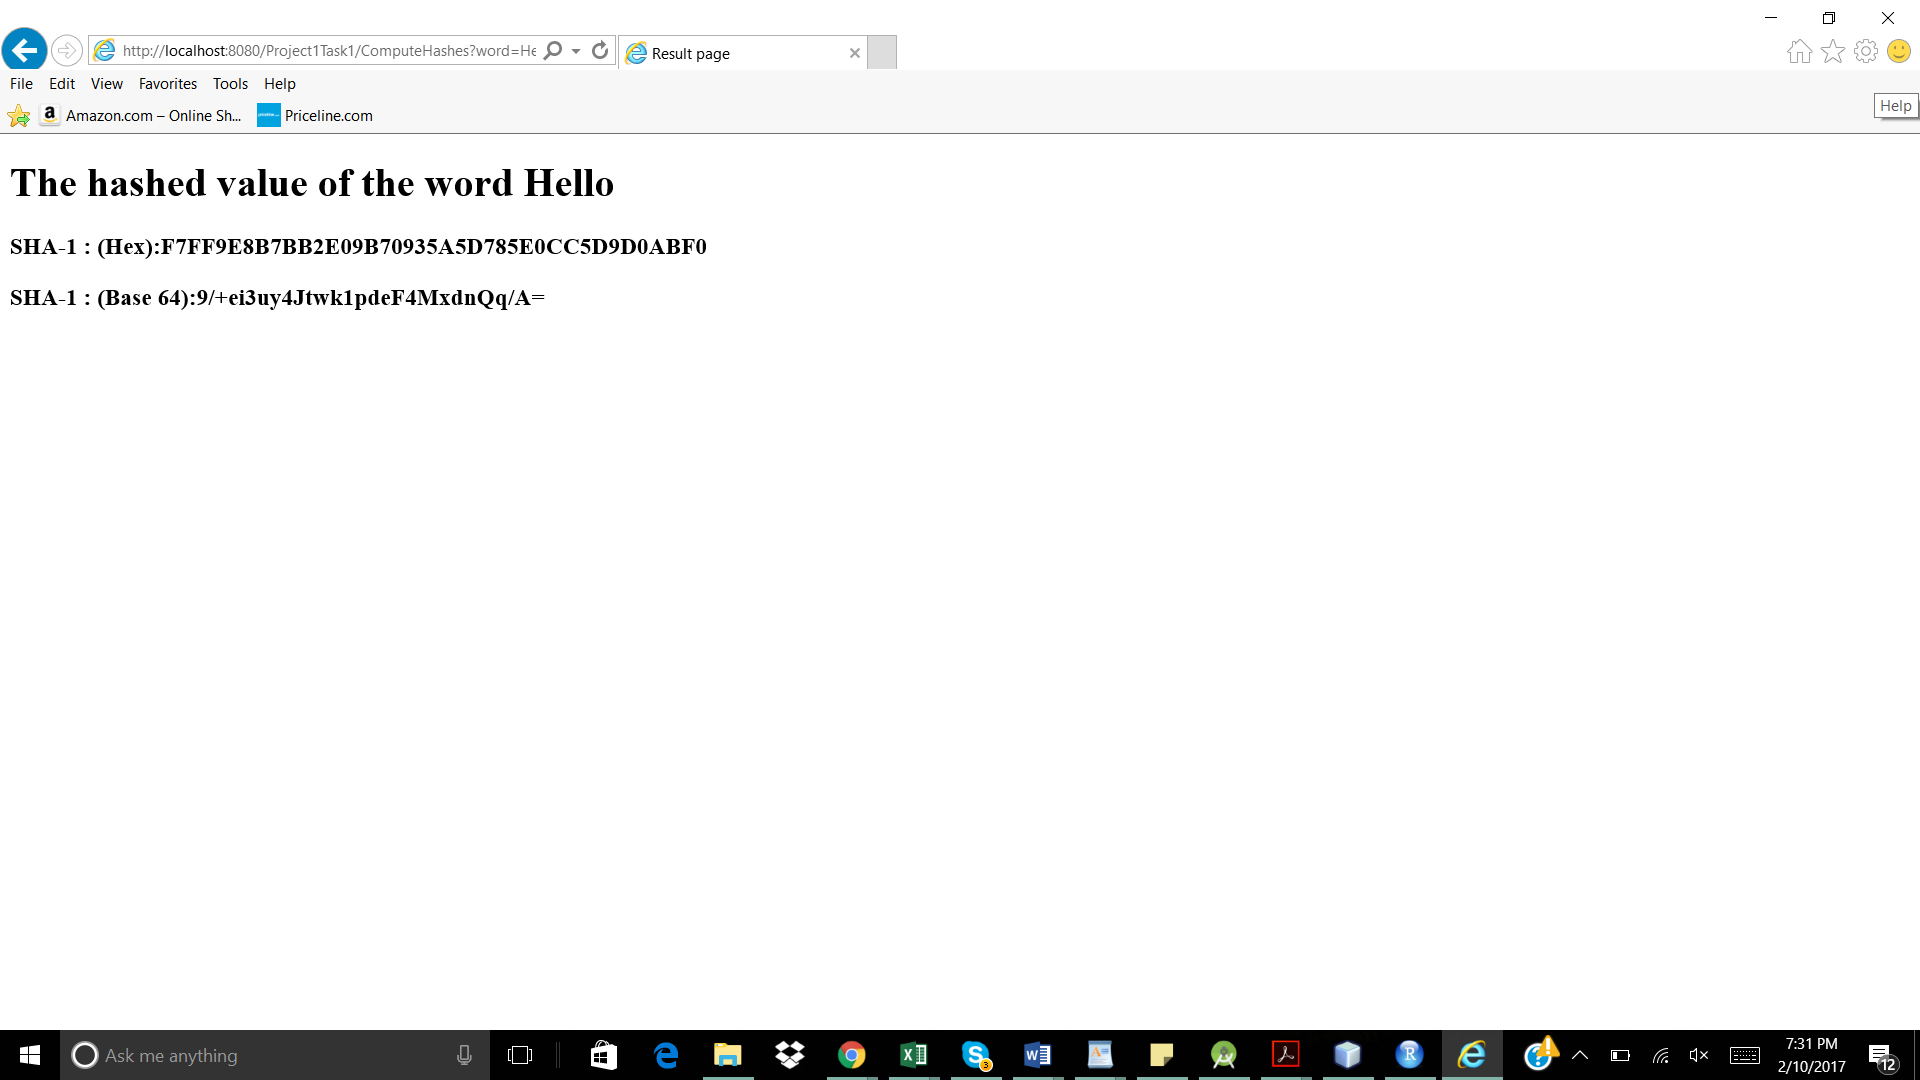 http://localhost:8080/Project1Task1/ComputeHashes?word=He
Result page
File Edit View Favorites Tools Help
a Amazon.com – Online Sh...
Priceline.com
Help
The hashed value of the word Hello
SHA-1 : (Hex):F7FF9E8B7BB2E09B70935A5D785E0CC5D9D0ABF0
SHA-1 : (Base 64):9/+ei3uy4Jtwk1pdeF4MxdnQq/A=
Ask me anything
3
7:31 PM
2/10/2017
12